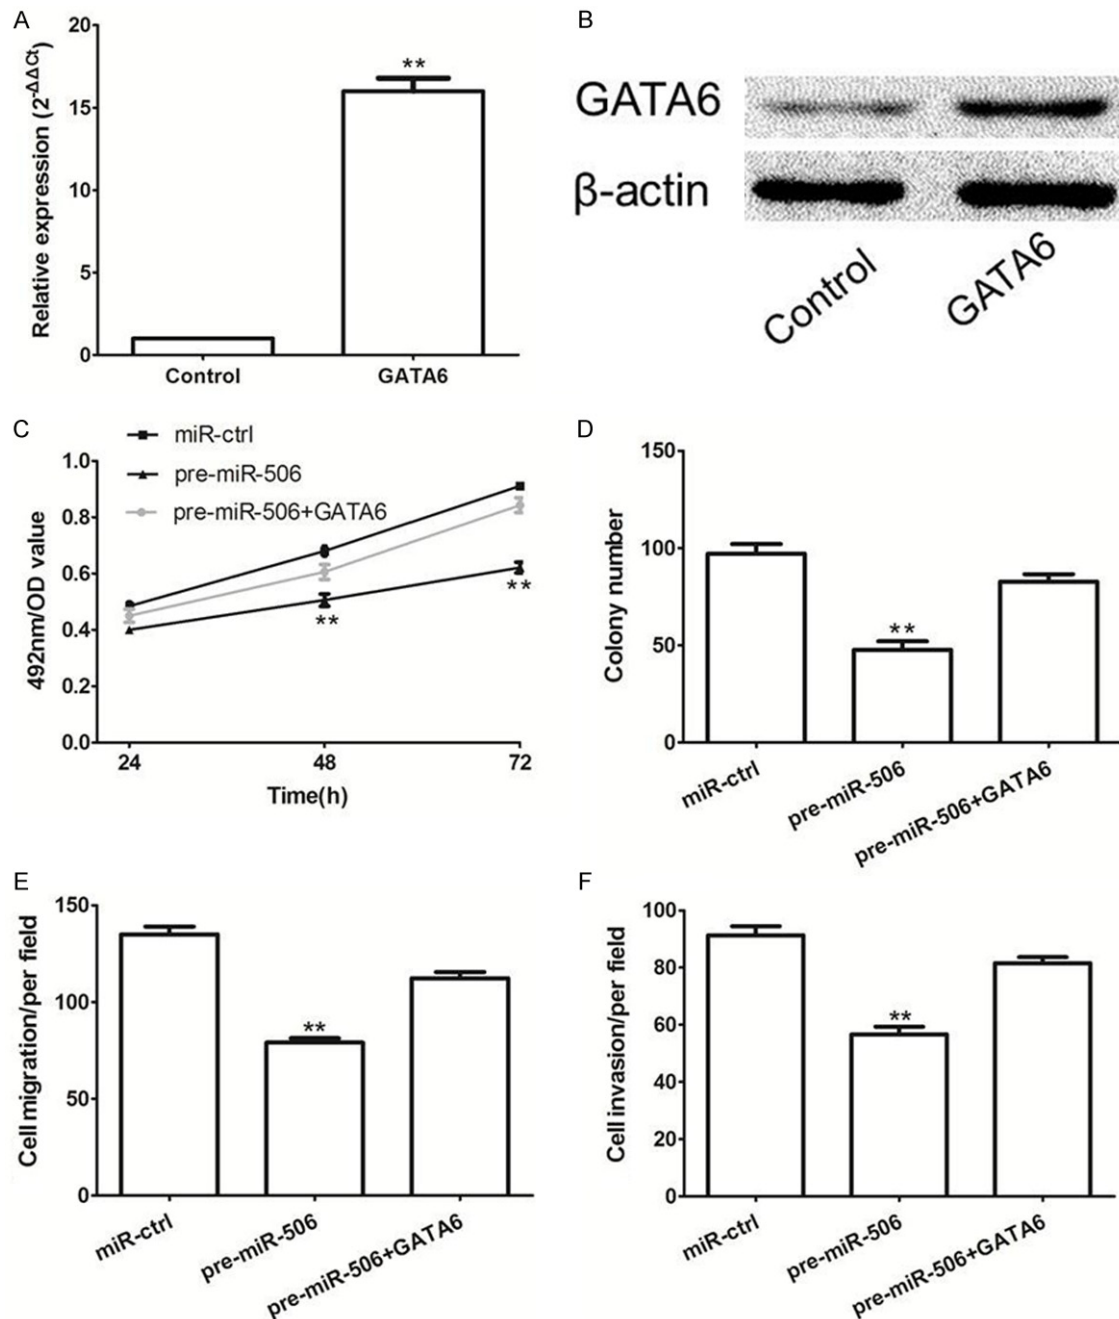 A
Relative expression (2-ΔΔCt)
20
15
10
5
0
**
Control
GATA6
B
GATA6
β-actin
Control
GATA6
C
miR-ctrl
pre-miR-506
pre-miR-506+GATA6
492nm/OD value
1.0
0.8
0.6
0.4
0.2
0.0
**
**
24
48
72
Time(h)
D
Colony number
150
100
50
0
**
miR-ctrl
pre-miR-506
pre-miR-506+GATA6
E
Cell migration/per field
150
100
50
0
**
miR-ctrl
pre-miR-506
pre-miR-506+GATA6
F
Cell invasion/per field
100
80
60
40
20
0
**
miR-ctrl
pre-miR-506
pre-miR-506+GATA6